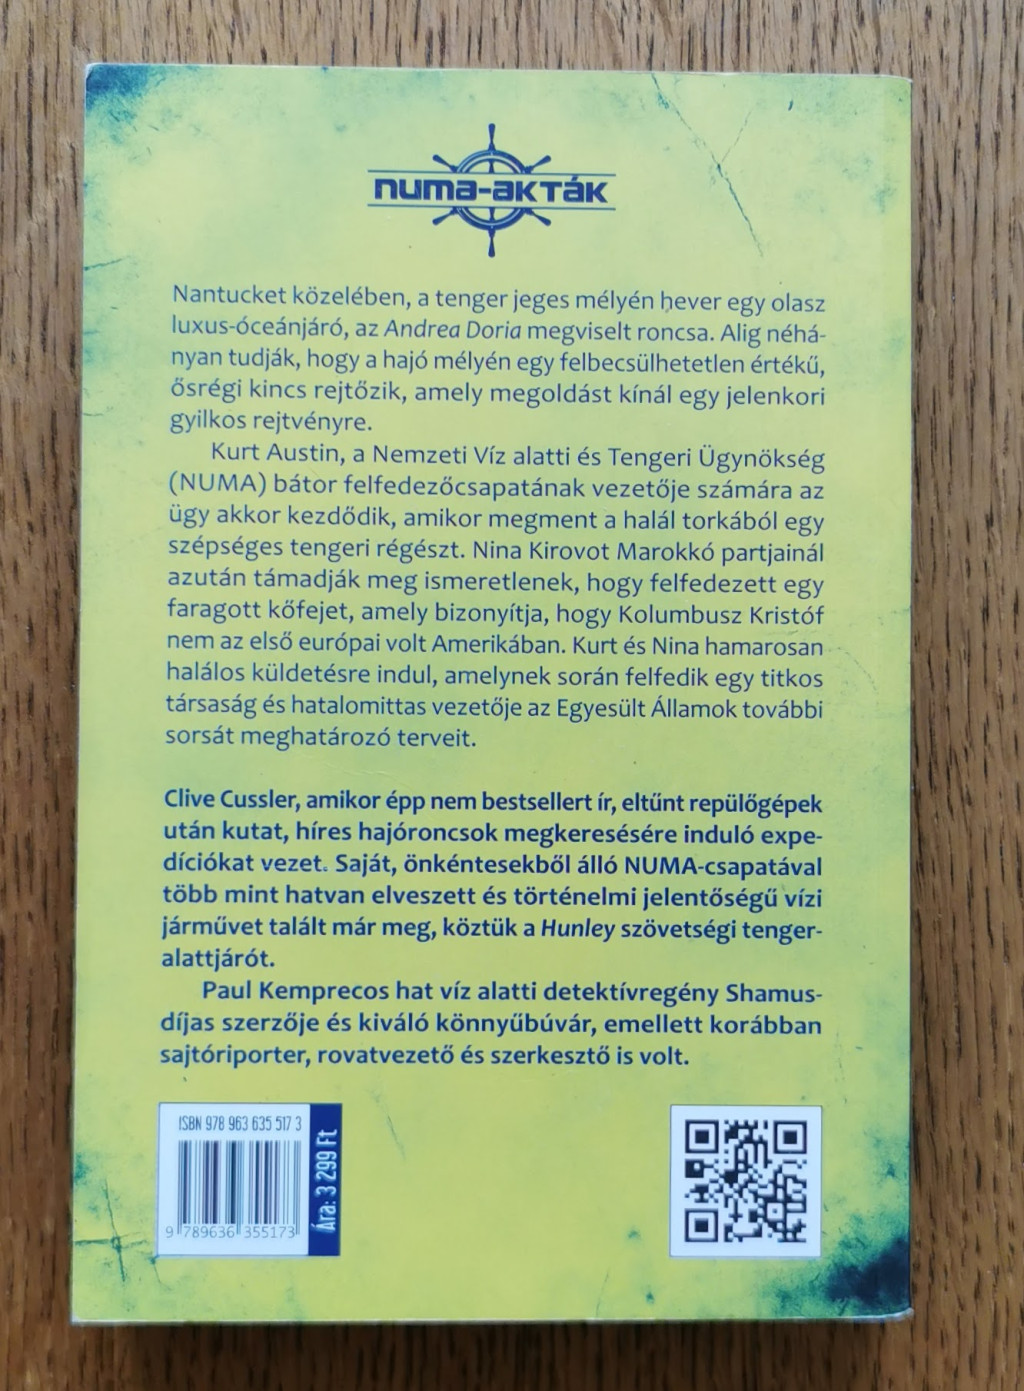 NUMA-AKTÁK
Nantucket közelében, a tenger jeges mélyén hever egy olasz
luxus-óceánjáró, az Andrea Doria megviselt roncsa. Alig néhá-
nyan tudják, hogy a hajó mélyén egy felbecsülhetetlen értékű,
ősrégi kincs rejtőzik, amely megoldást kínál egy jelenkori
gyilkos rejtvényre.
Kurt Austin, a Nemzeti Víz alatti és Tengeri Ügynökség
(NUMA) bátor felfedezőcsapatának vezetője számára az
ügy akkor kezdődik, amikor megment a halál torkából egy
szépséges tengeri régészt. Nina Kirovot Marokkó partjainál
azután támadják meg ismeretlenek, hogy felfedezett egy
faragott kőfejet, amely bizonyítja, hogy Kolumbusz Kristóf
nem az első európai volt Amerikában. Kurt és Nina hamarosan
halálos küldetésre indul, amelynek során felfedik egy titkos
társaság és hatalomittas vezetője az Egyesült Államok további
sorsát meghatározó terveit.
Clive Cussler, amikor épp nem bestsellert ír, eltűnt repülőgépek
után kutat, híres hajóroncsok megkeresésére induló expe-
díciókat vezet. Saját, önkéntesekből álló NUMA-csapatával
több mint hatvan elveszett és történelmi jelentőségű vízi
járművet talált már meg, köztük a Hunley szövetségi tenger-
alattjárót.
Paul Kemprecos hat víz alatti detektívregény Shamus-
díjas szerzője és kiváló könnyűbúvár, emellett korábban
sajtóriporter, rovatvezető és szerkesztő is volt.
ISBN 978 963 635 517 3
9 789636 355173
Ára: 3 299 Ft